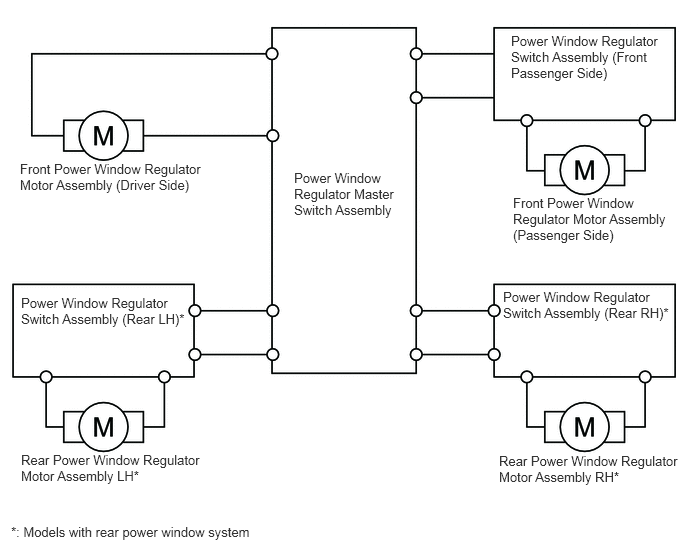 Power Window Regulator
Switch Assembly (Front
Passenger Side)
M
Front Power Window Regulator
Motor Assembly (Driver Side)
Power Window
Regulator Master
Switch Assembly
M
Front Power Window
Regulator Motor Assembly
(Passenger Side)
Power Window Regulator
Switch Assembly (Rear LH)*
Power Window Regulator
Switch Assembly (Rear RH)*
M
Rear Power Window Regulator
Motor Assembly LH*
M
Rear Power Window Regulator
Motor Assembly RH*
*: Models with rear power window system